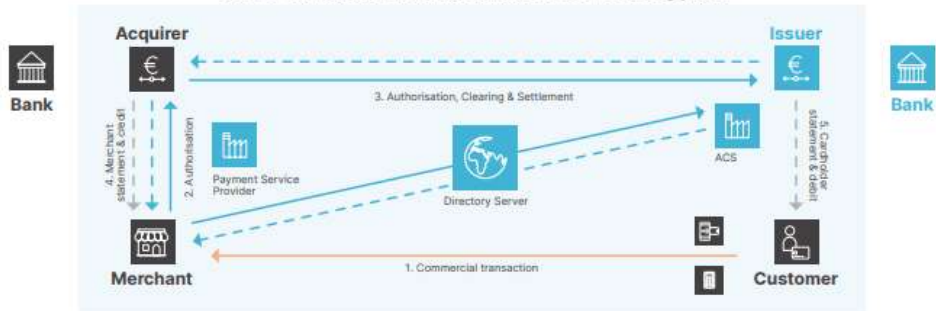 Acquirer
Issuer
Bank
Bank
3. Authorisation, Clearing & Settlement
4. Merchant
statement & credit
2. Authorisation
Payment Service
Provider
Directory Server
ACS
5. Cardholder
statement & debit
1. Commercial transaction
Merchant
Customer